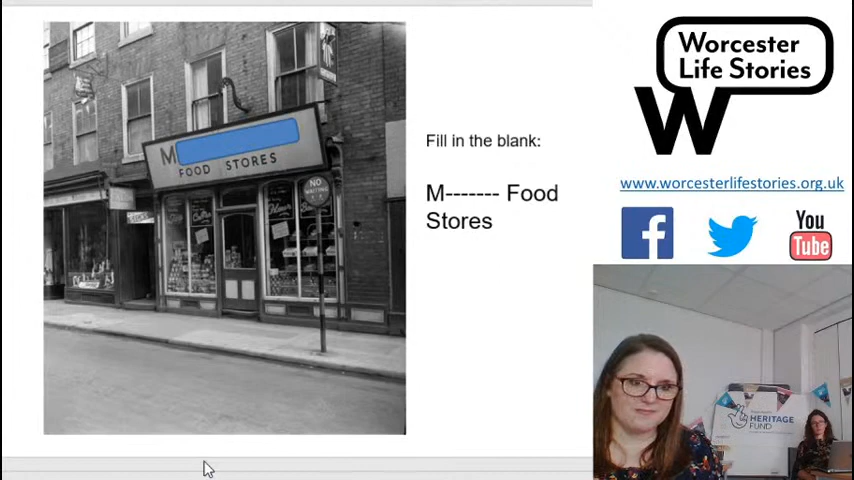 Worcester
Life Stories
W
Fill in the blank:
M------- Food
Stores
www.worcesterlifestories.org.uk
You
Tube
M
FOOD STORES
NO
WAITING
HERITAGE
FUND